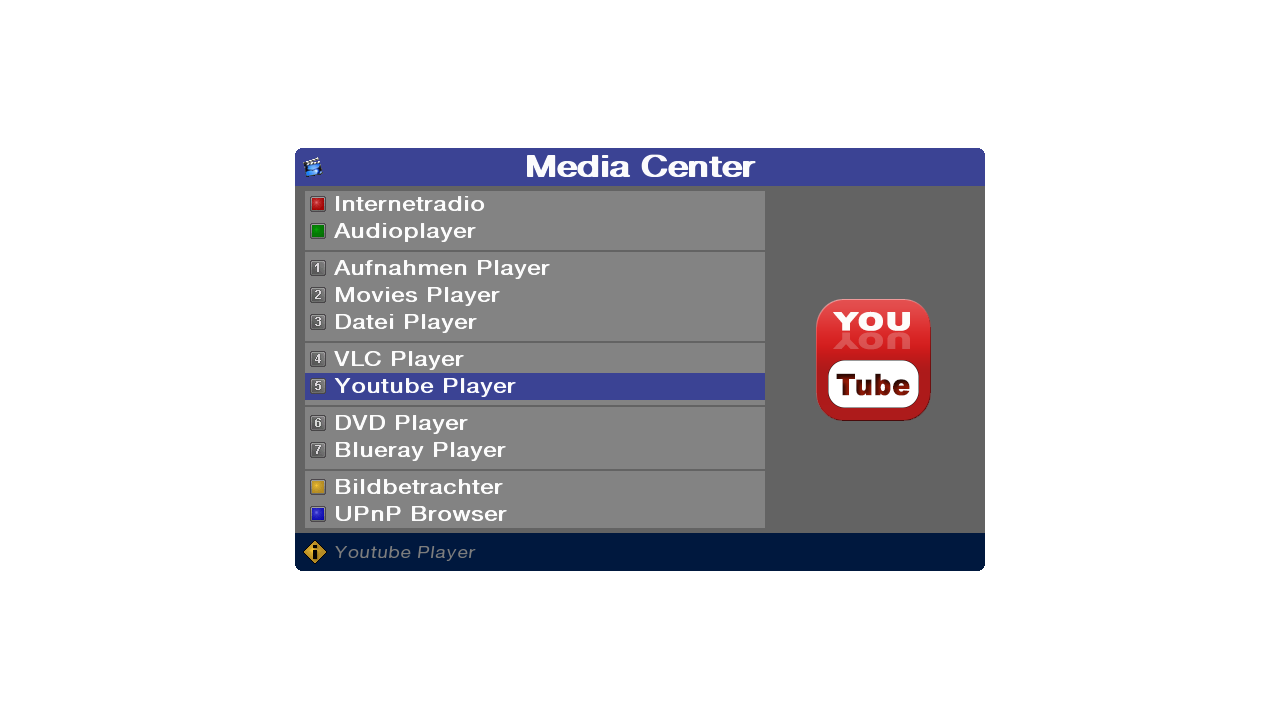 Media Center
Internetradio
Audioplayer
1 Aufnahmen Player
2 Movies Player
3 Datei Player
4 VLC Player
5 Youtube Player
6 DVD Player
7 Blueray Player
Bildbetrachter
UPnP Browser
YOU
Tube
i Youtube Player